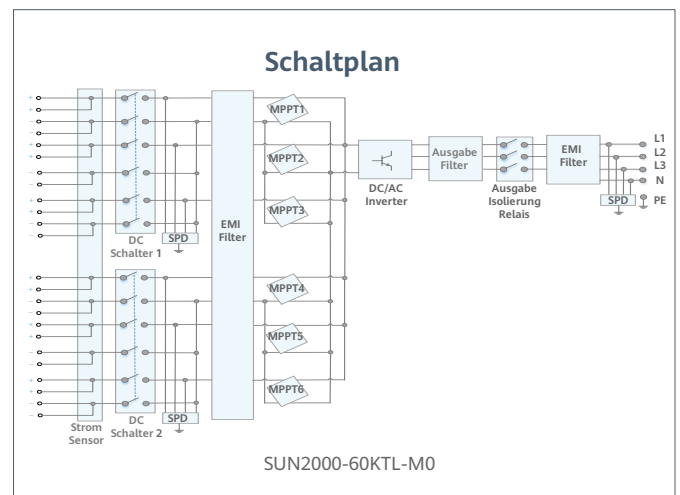 Schaltplan
MPPT1
MPPT2
MPPT3
MPPT4
MPPT5
MPPT6
DC
Schalter 1
SPD
EMI
Filter
DC/AC
Inverter
Ausgabe
Filter
Ausgabe
Isolierung
Relais
EMI
Filter
L1
L2
L3
N
PE
SPD
Strom
Sensor
DC
Schalter 2
SPD
SUN2000-60KTL-M0